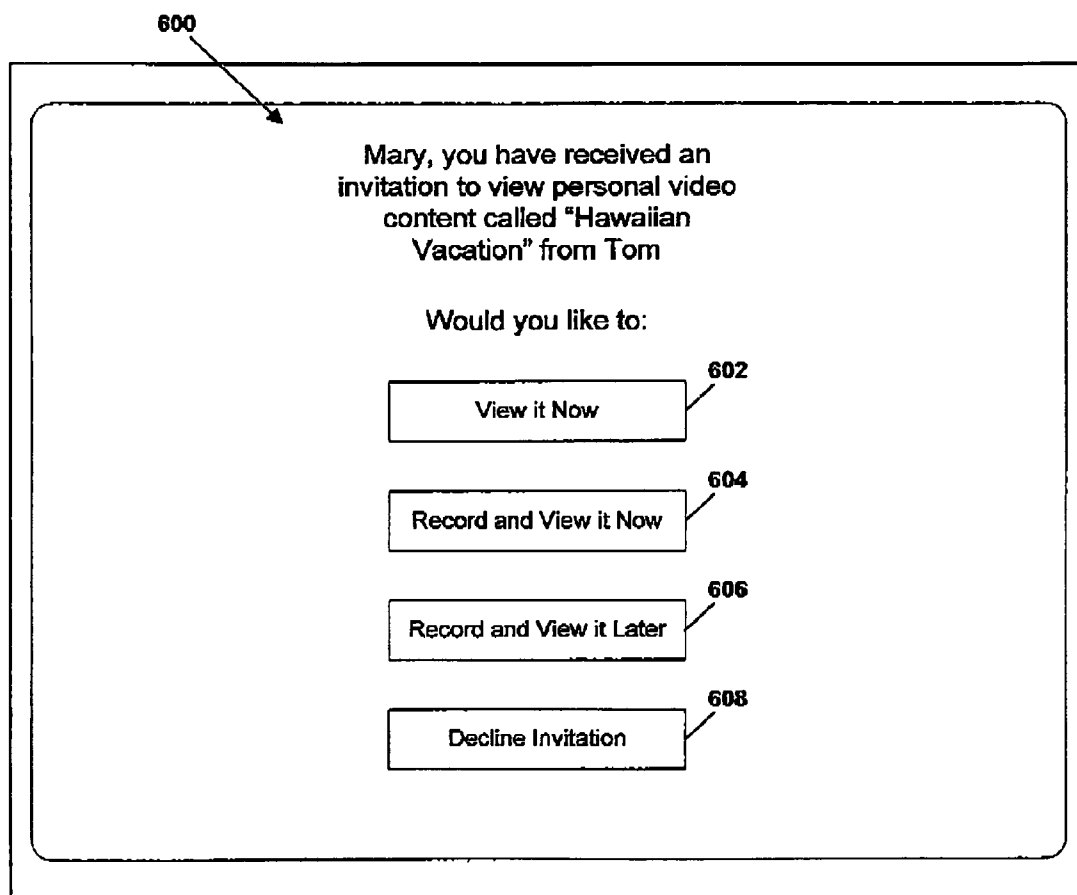 600
Mary, you have received an
invitation to view personal video
content called "Hawaiian
Vacation" from Tom
Would you like to:
602
View it Now
604
Record and View it Now
606
Record and View it Later
608
Decline Invitation